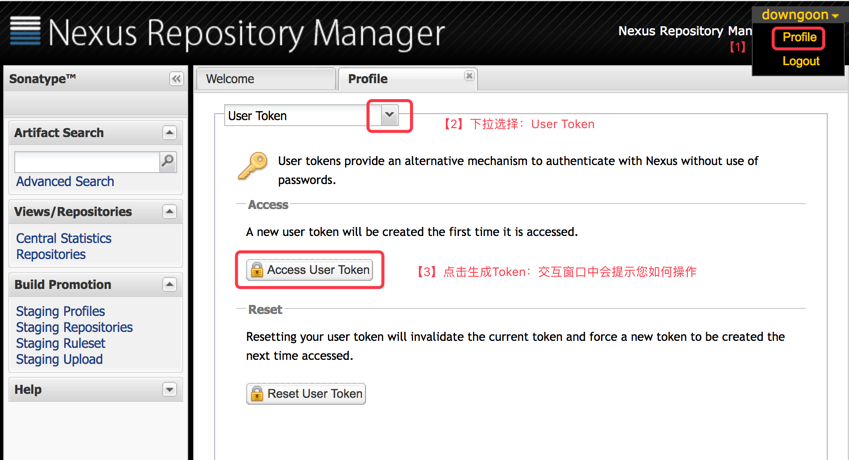 Nexus Repository Manager
Nexus Repository Man
downgoon
【1】
Profile
Logout
Sonatype™
Welcome
Profile
Artifact Search
Advanced Search
Views/Repositories
Central Statistics
Repositories
Build Promotion
Staging Profiles
Staging Repositories
Staging Ruleset
Staging Upload
Help
User Token
【2】下拉选择：User Token
User tokens provide an alternative mechanism to authenticate with Nexus without use of
passwords.
Access
A new user token will be created the first time it is accessed.
Access User Token
【3】点击生成Token：交互窗口中会提示您如何操作
Reset
Resetting your user token will invalidate the current token and force a new token to be created the
next time accessed.
Reset User Token